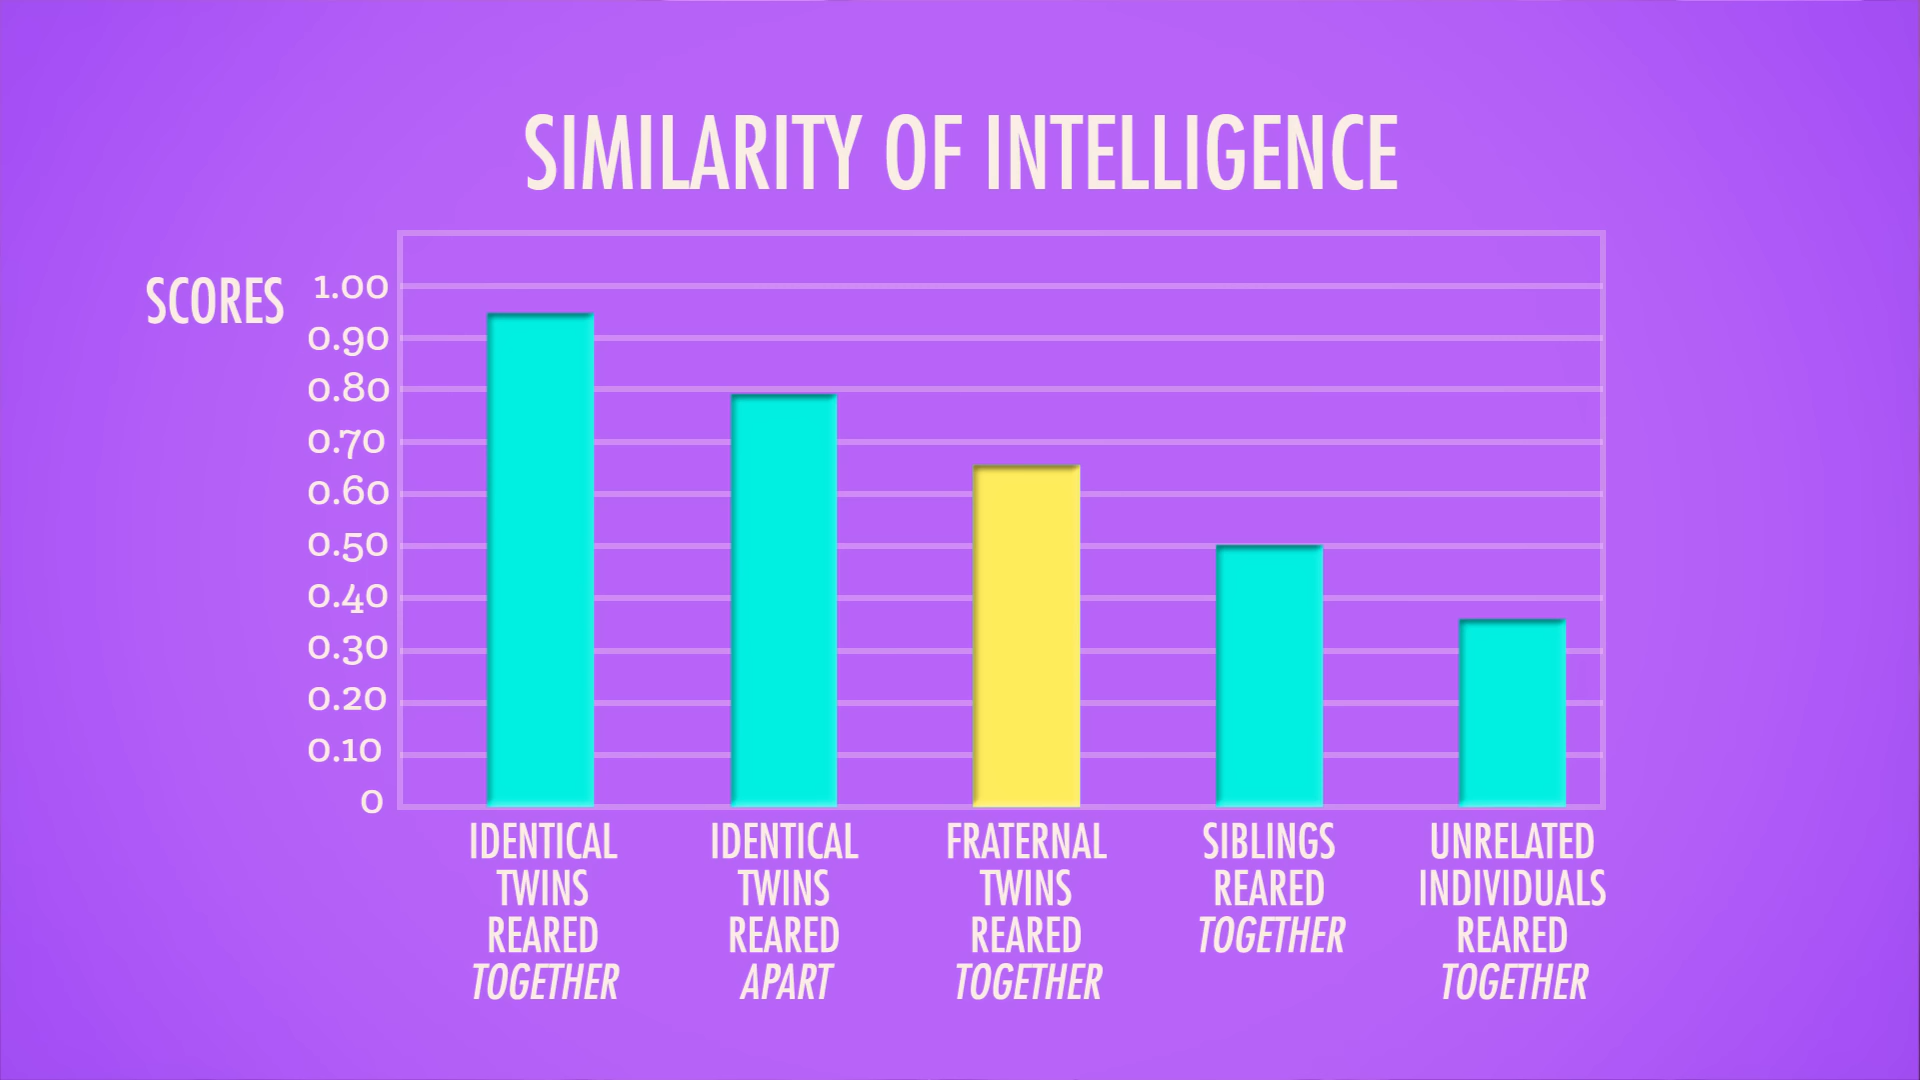 SIMILARITY OF INTELLIGENCE
SCORES
1.00
0.90
0.80
0.70
0.60
0.50
0.40
0.30
0.20
0.10
0
IDENTICAL
TWINS
REARED
TOGETHER
IDENTICAL
TWINS
REARED
APART
FRATERNAL
TWINS
REARED
TOGETHER
SIBLINGS
REARED
TOGETHER
UNRELATED
INDIVIDUALS
REARED
TOGETHER